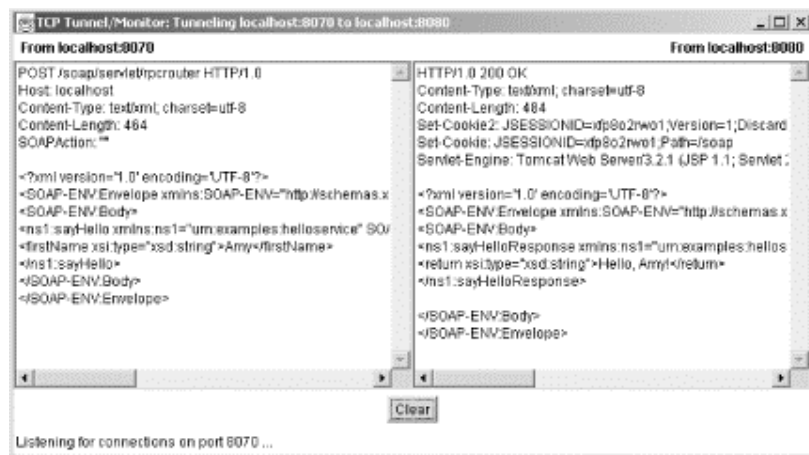 TCP Tunnel/Monitor: Tunneling localhost:8070 to localhost:8080
From localhost:8070
From localhost:8080
POST /soap/servlet/rpcrouter HTTP/1.0
Host: localhost
Content-Type: text/xml; charset=utf-8
Content-Length: 464
SOAPAction: ""
<?xml version='1.0' encoding='UTF-8'?>
<SOAP-ENV:Envelope xmlns:SOAP-ENV="http://schemas.x
<SOAP-ENV:Body>
<ns1:sayHello xmlns:ns1="urn:examples:helloservice" SOA
<firstName xsi:type="xsd:string">Amy</firstName>
</ns1:sayHello>
</SOAP-ENV:Body>
</SOAP-ENV:Envelope>
HTTP/1.0 200 OK
Content-Type: text/xml; charset=utf-8
Content-Length: 484
Set-Cookie2: JSESSIONID=xfp8o2rwo1;Version=1;Discard
Set-Cookie: JSESSIONID=xfp8o2rwo1;Path=/soap
Servlet-Engine: Tomcat Web Server/3.2.1 (JSP 1.1; Servlet 2
<?xml version='1.0' encoding='UTF-8'?>
<SOAP-ENV:Envelope xmlns:SOAP-ENV="http://schemas.x
<SOAP-ENV:Body>
<ns1:sayHelloResponse xmlns:ns1="urn:examples:hellos
<return xsi:type="xsd:string">Hello, Amy!</return>
</ns1:sayHelloResponse>
</SOAP-ENV:Body>
</SOAP-ENV:Envelope>
Clear
Listening for connections on port 8070 ...